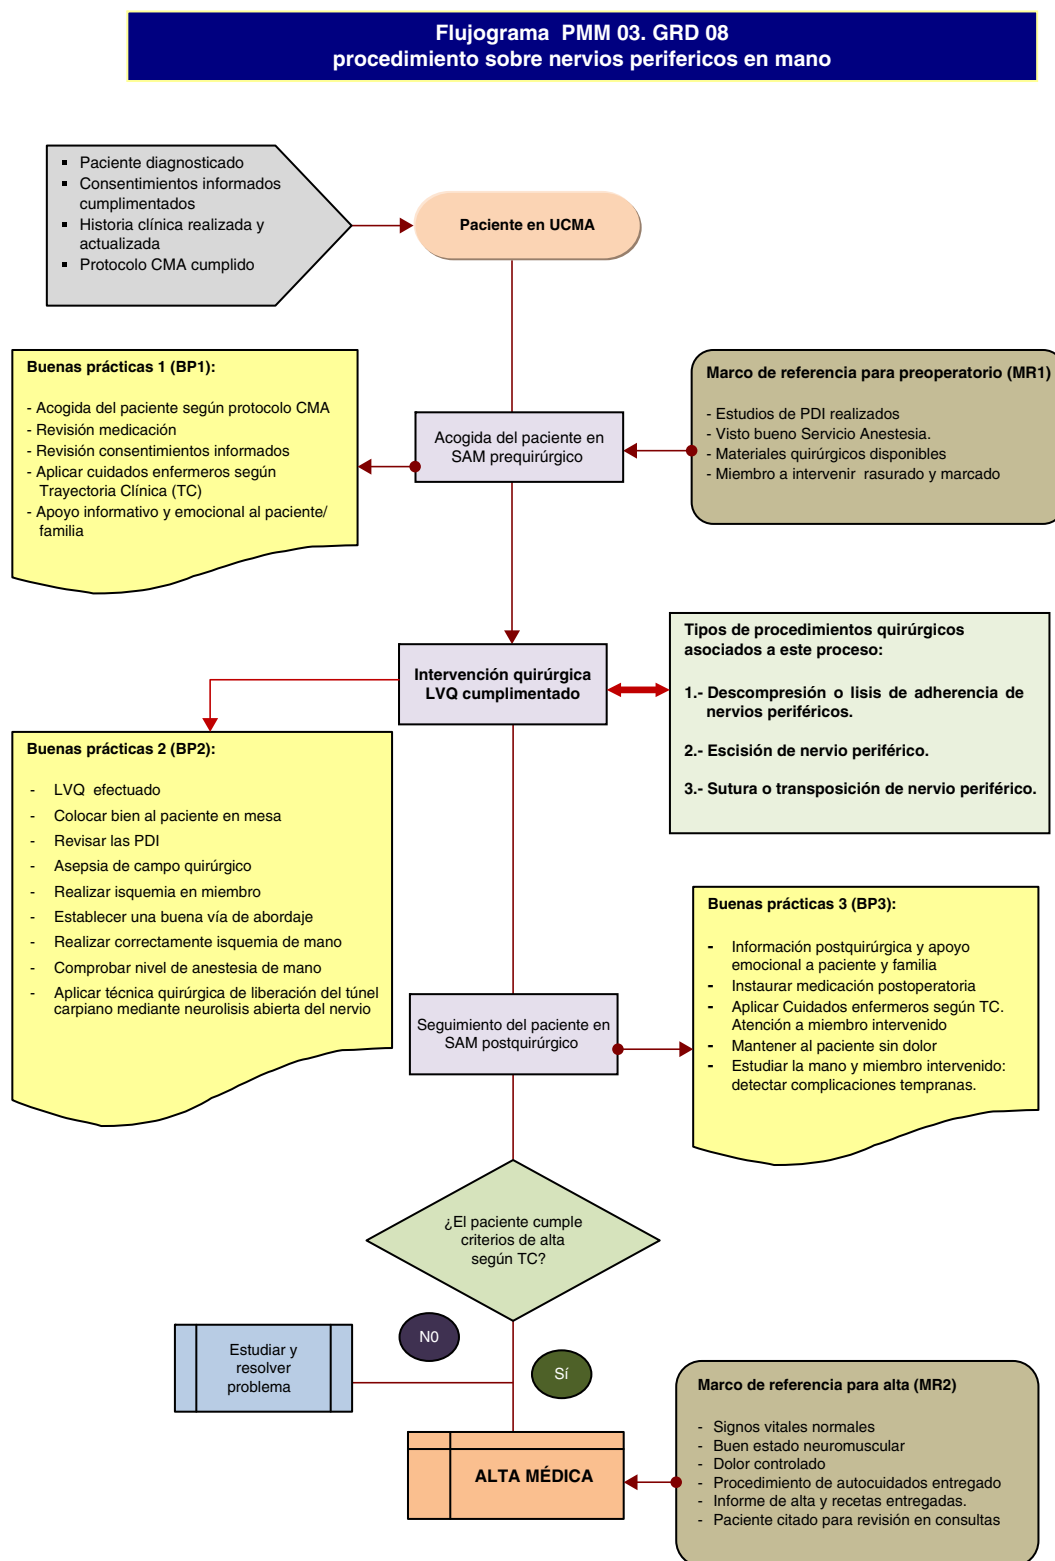 Flujograma PMM 03. GRD 08
procedimiento sobre nervios perifericos en mano
▪ Paciente diagnosticado
▪ Consentimientos informados
cumplimentados
▪ Historia clínica realizada y
actualizada
▪ Protocolo CMA cumplido
Paciente en UCMA
Buenas prácticas 1 (BP1):
- Acogida del paciente según protocolo CMA
- Revisión medicación
- Revisión consentimientos informados
- Aplicar cuidados enfermeros según
Trayectoria Clínica (TC)
- Apoyo informativo y emocional al paciente/
familia
Acogida del paciente en
SAM prequirúrgico
Marco de referencia para preoperatorio (MR1)
- Estudios de PDI realizados
- Visto bueno Servicio Anestesia.
- Materiales quirúrgicos disponibles
- Miembro a intervenir rasurado y marcado
Intervención quirúrgica
LVQ cumplimentado
Tipos de procedimientos quirúrgicos
asociados a este proceso:
1.- Descompresión o lisis de adherencia de
nervios periféricos.
2.- Escisión de nervio periférico.
3.- Sutura o transposición de nervio periférico.
Buenas prácticas 2 (BP2):
- LVQ efectuado
- Colocar bien al paciente en mesa
- Revisar las PDI
- Asepsia de campo quirúrgico
- Realizar isquemia en miembro
- Establecer una buena vía de abordaje
- Realizar correctamente isquemia de mano
- Comprobar nivel de anestesia de mano
- Aplicar técnica quirúrgica de liberación del túnel
carpiano mediante neurolisis abierta del nervio
Seguimiento del paciente en
SAM postquirúrgico
Buenas prácticas 3 (BP3):
- Información postquirúrgica y apoyo
emocional a paciente y familia
- Instaurar medicación postoperatoria
- Aplicar Cuidados enfermeros según TC.
Atención a miembro intervenido
- Mantener al paciente sin dolor
- Estudiar la mano y miembro intervenido:
detectar complicaciones tempranas.
¿El paciente cumple
criterios de alta
según TC?
N0
Estudiar y
resolver
problema
Sí
ALTA MÉDICA
Marco de referencia para alta (MR2)
- Signos vitales normales
- Buen estado neuromuscular
- Dolor controlado
- Procedimiento de autocuidados entregado
- Informe de alta y recetas entregadas.
- Paciente citado para revisión en consultas